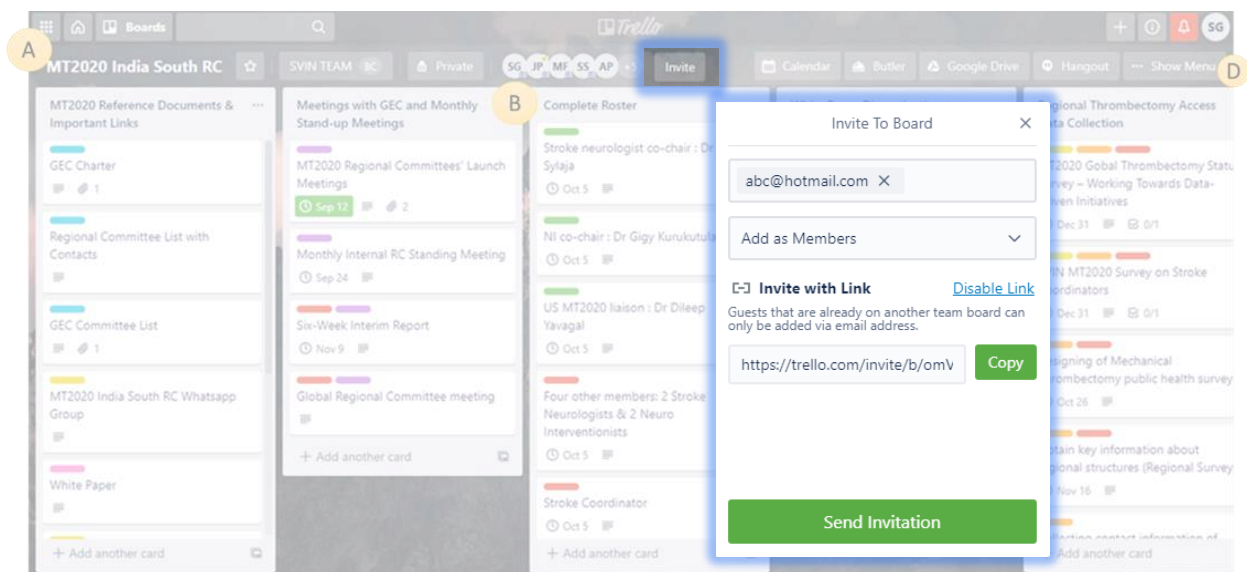 Boards
Trello
SG
A
MT2020 India South RC
SVIN TEAM
Private
SG JP MF SS AP
Invite
Calendar
Butler
Google Drive
Hangout
Show Menu
D
MT2020 Reference Documents &
Important Links
GEC Charter
1
Regional Committee List with
Contacts
GEC Committee List
1
MT2020 India South RC Whatsapp
Group
White Paper
+ Add another card
Meetings with GEC and Monthly
Stand-up Meetings
MT2020 Regional Committees' Launch
Meetings
Sep 12
2
Monthly Internal RC Standing Meeting
Sep 24
Six-Week Interim Report
Nov 9
Global Regional Committee meeting
+ Add another card
B
Complete Roster
Stroke neurologist co-chair : Dr
Sylaja
Oct 5
NI co-chair : Dr Gigy Kurukutula
Oct 5
US MT2020 liaison : Dr Dileep
Yavagal
Oct 5
Four other members: 2 Stroke
Neurologists & 2 Neuro
Interventionists
Oct 5
Stroke Coordinator
Oct 5
+ Add another card
Invite To Board
abc@hotmail.com
Add as Members
Invite with Link
Disable Link
Guests that are already on another team board can
only be added via email address.
https://trello.com/invite/b/omV
Copy
Send Invitation
Thrombectomy Access
Collection
Gobal Thrombectomy Statu
– Working Towards Data-
Initiatives
Dec 31
0/1
MT2020 Survey on Stroke
Dec 31
0/1
of Mechanical
public health survey
Oct 26
key information about
structures (Regional Survey
Nov 16
Add another card